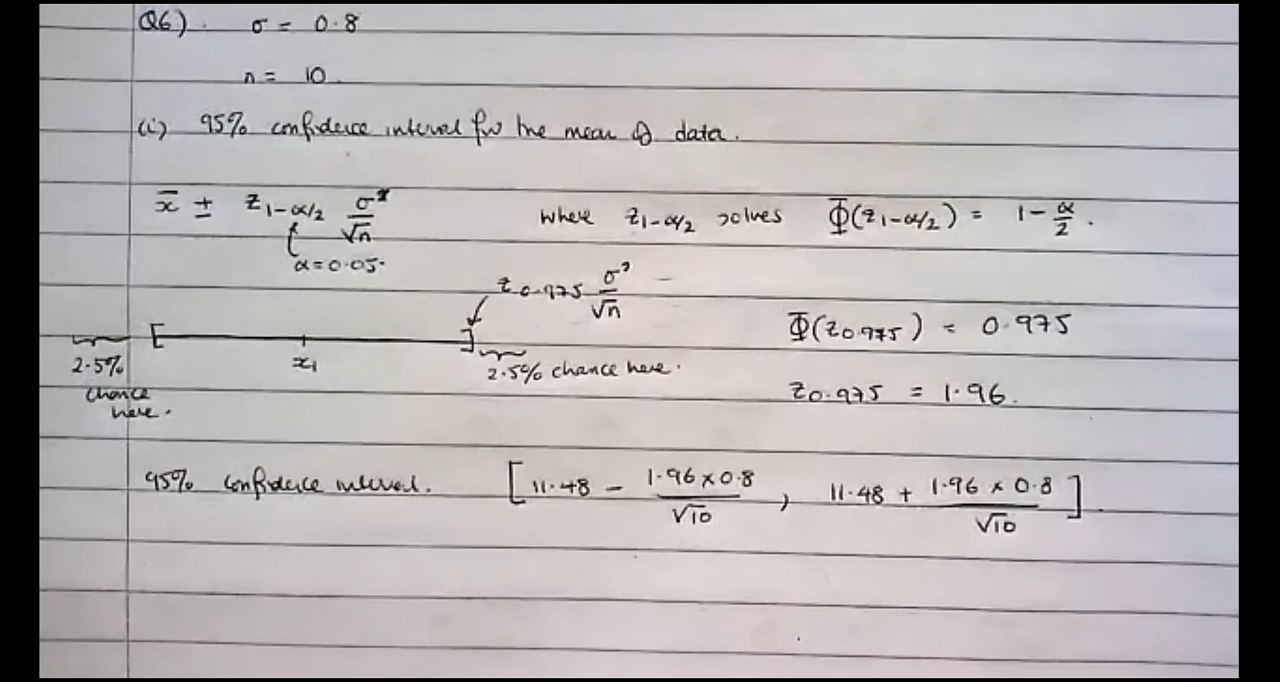 Q6). σ = 0.8
n = 10
(i) 95% confidence interval for the mean of data.
x̄ ± z₁₋α/₂ σ/√n where z₁₋α/₂ solves Φ(z₁₋α/₂) = 1 - α/2.
α = 0.05.
z₀.₉₇₅ σ²/√n
Φ(z₀.₉₇₅) = 0.975
[ x₁ ]
2.5% chance here.
2.5% chance here.
z₀.₉₇₅ = 1.96.
95% confidence interval. [11.48 - 1.96 × 0.8/√10, 11.48 + 1.96 × 0.8/√10].